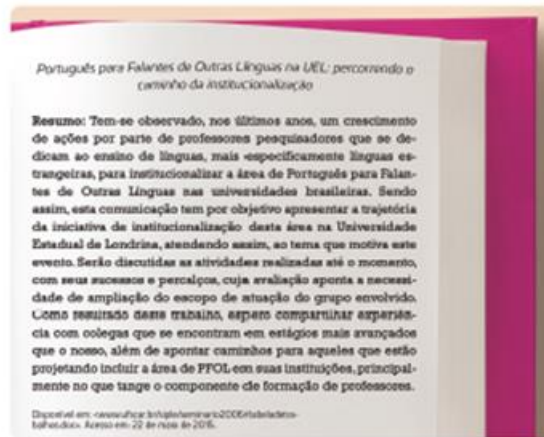 Português para Falantes de Outras Línguas na UEL: percorrendo o
caminho da institucionalização
Resumo: Tem-se observado, nos últimos anos, um crescimento
de ações por parte de professores pesquisadores que se de-
dicam ao ensino de línguas, mais especificamente línguas es-
trangeiras, para institucionalizar a área de Português para Falan-
tes de Outras Línguas nas universidades brasileiras. Sendo
assim, esta comunicação tem por objetivo apresentar a trajetória
da iniciativa de institucionalização desta área na Universidade
Estadual de Londrina, atendendo assim, ao tema que motiva este
evento. Serão discutidas as atividades realizadas até o momento,
com seus sucessos e percalços, cuja avaliação aponta a necessi-
dade de ampliação do escopo de atuação do grupo envolvido.
Como resultado deste trabalho, espero compartilhar experiên-
cia com colegas que se encontram em estágios mais avançados
que o nosso, além de apontar caminhos para aqueles que estão
projetando incluir a área de PFOL em suas instituições, principal-
mente no que tange o componente de formação de professores.
Disponível em:
Acesso em: 22 de maio de 2015.